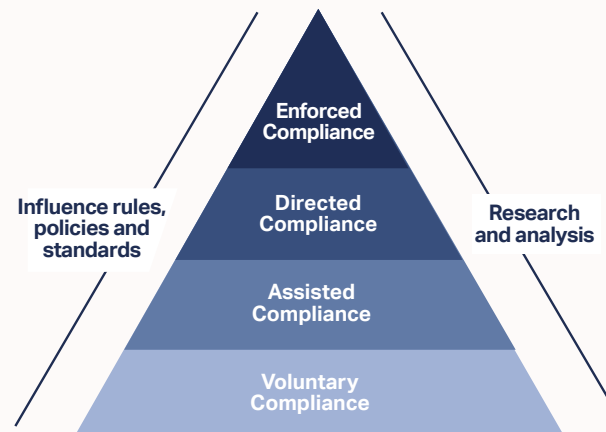 Enforced
Compliance
Directed
Compliance
Influence rules,
policies and
standards
Research
and analysis
Assisted
Compliance
Voluntary
Compliance